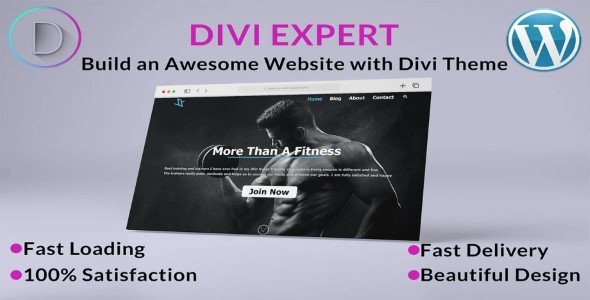 D
DIVI EXPERT
W
Build an Awesome Website with Divi Theme
Home Blog About Contact
More Than A Fitness
Join Now
Fast Loading
Fast Delivery
100% Satisfaction
Beautiful Design